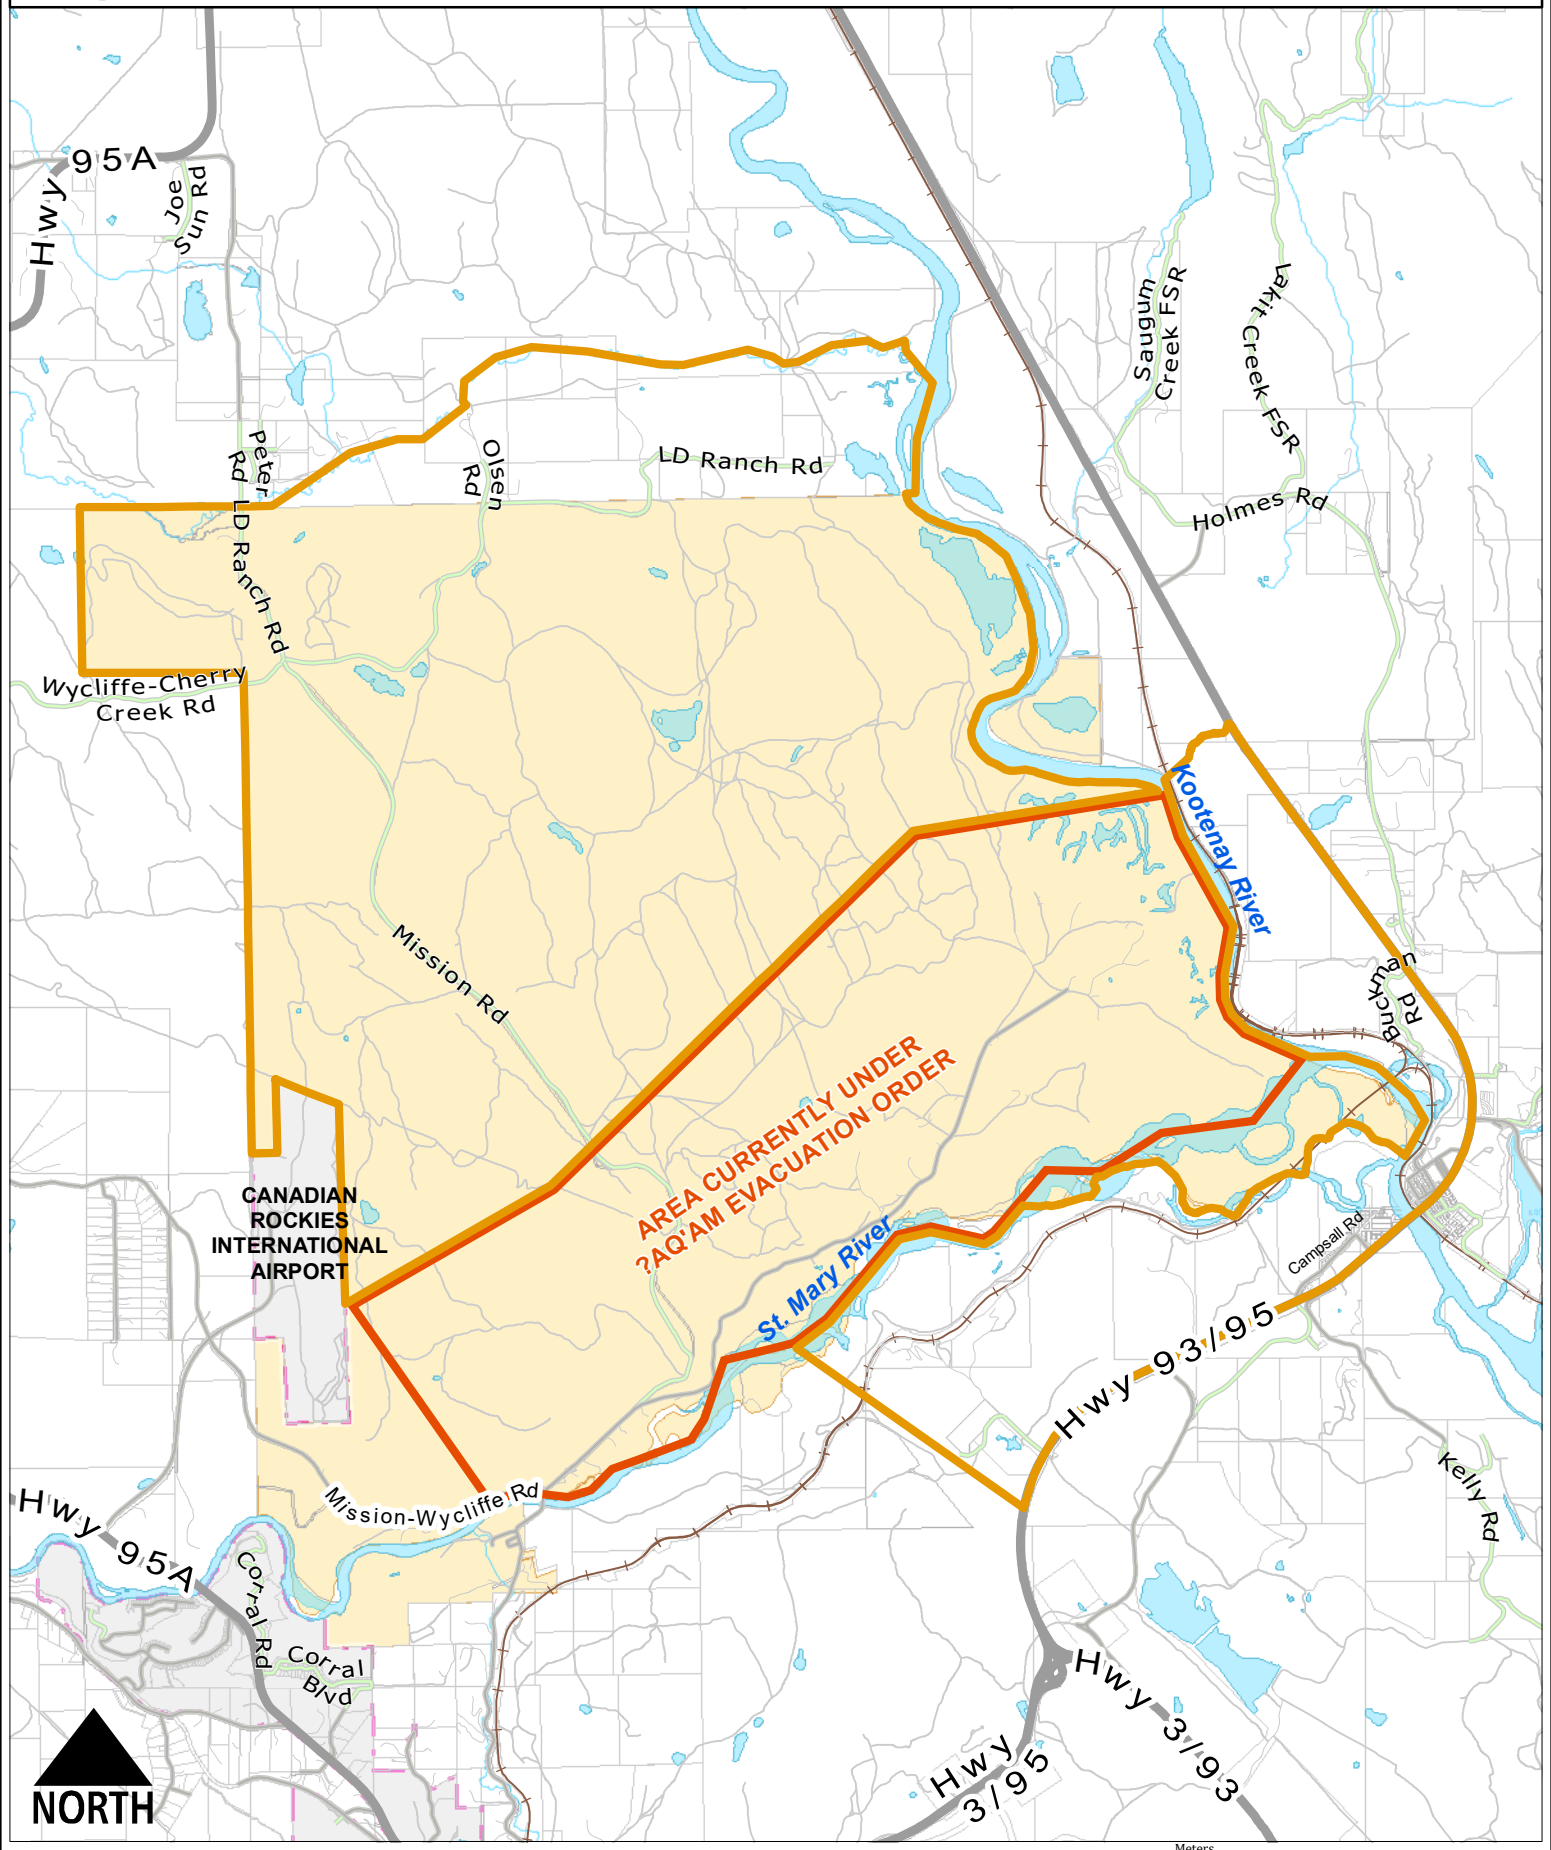 Hwy 95A
Joe
Sun Rd
Saugum
Creek FSR
Lakit Creek FSR
Peter
Rd
Olsen
Rd
LD Ranch Rd
Holmes Rd
LD Ranch Rd
Wycliffe-Cherry
Creek Rd
Kootenay River
Mission Rd
Buckman
Rd
AREA CURRENTLY UNDER
?AQ'AM EVACUATION ORDER
CANADIAN
ROCKIES
INTERNATIONAL
AIRPORT
St. Mary River
Campsall Rd
Hwy 93/95
Kelly Rd
Mission-Wycliffe Rd
Hwy 95A
Corral Rd
Corral
Blvd
Hwy 3/93
Hwy
3/95
NORTH
Meters